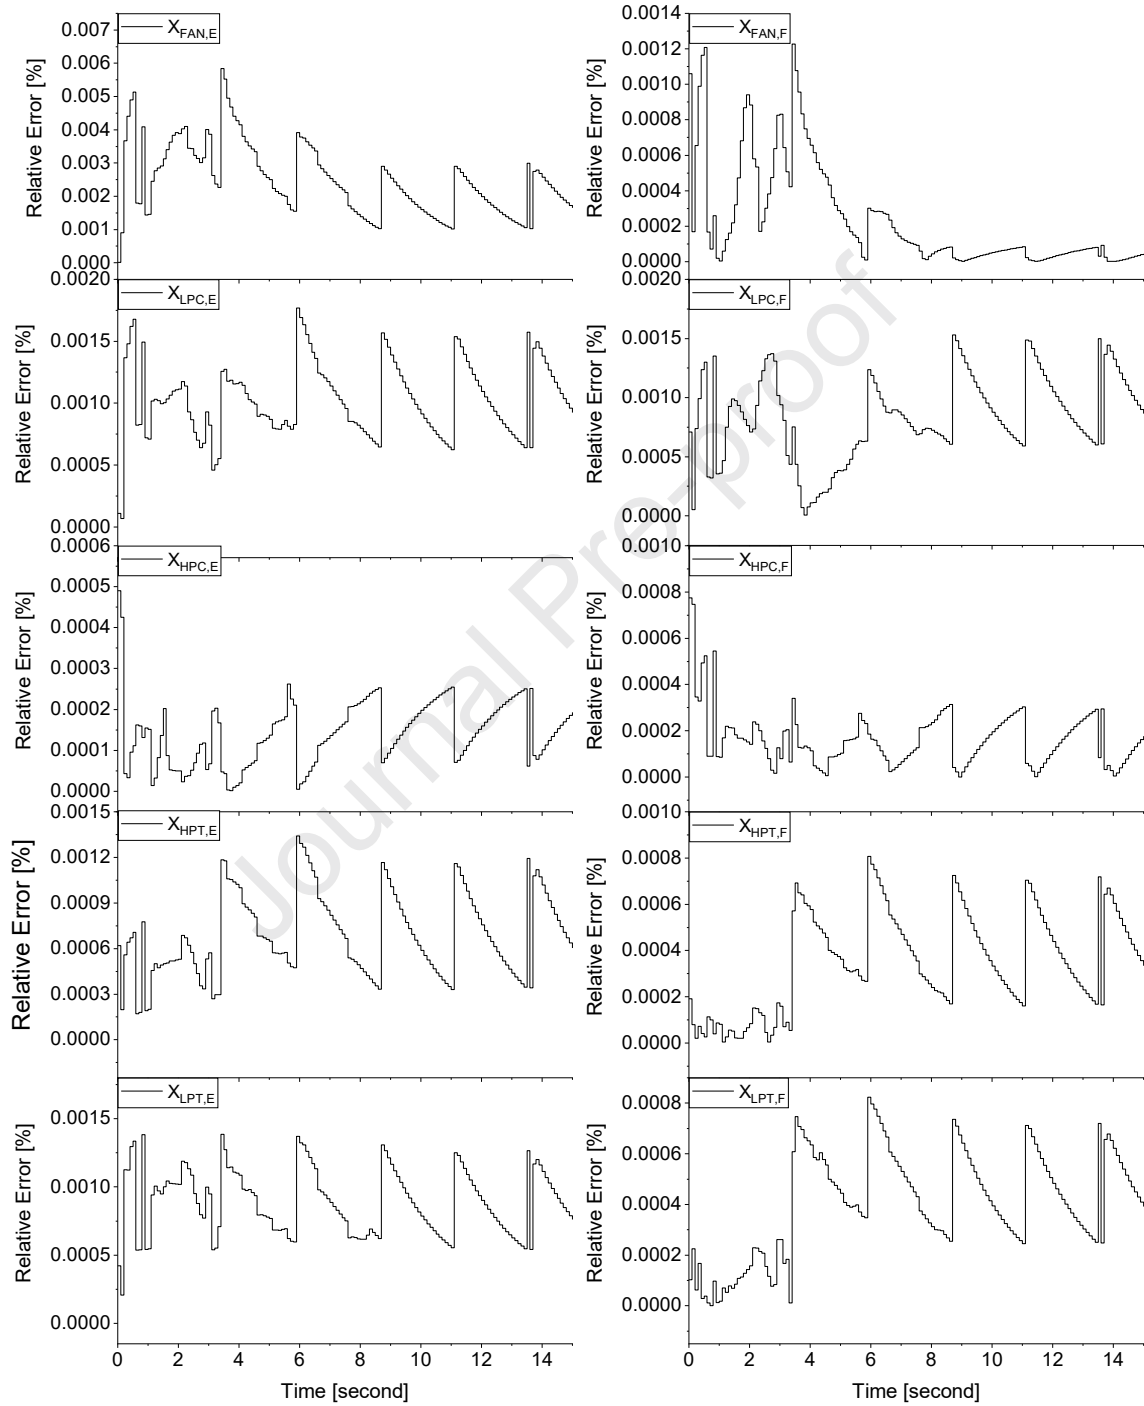 X_FAN,E
Relative Error [%]
0.007
0.006
0.005
0.004
0.003
0.002
0.001
0.000
X_FAN,F
Relative Error [%]
0.0014
0.0012
0.0010
0.0008
0.0006
0.0004
0.0002
0.0000
X_LPC,E
Relative Error [%]
0.0020
0.0015
0.0010
0.0005
0.0000
X_LPC,F
Relative Error [%]
0.0020
0.0015
0.0010
0.0005
0.0000
X_HPC,E
Relative Error [%]
0.0006
0.0005
0.0004
0.0003
0.0002
0.0001
0.0000
X_HPC,F
Relative Error [%]
0.0010
0.0008
0.0006
0.0004
0.0002
0.0000
X_HPT,E
Relative Error [%]
0.0015
0.0012
0.0009
0.0006
0.0003
0.0000
X_HPT,F
Relative Error [%]
0.0010
0.0008
0.0006
0.0004
0.0002
0.0000
X_LPT,E
Relative Error [%]
0.0015
0.0010
0.0005
0.0000
0 2 4 6 8 10 12 14
Time [second]
X_LPT,F
Relative Error [%]
0.0008
0.0006
0.0004
0.0002
0.0000
0 2 4 6 8 10 12 14
Time [second]
Journal Pre-proof